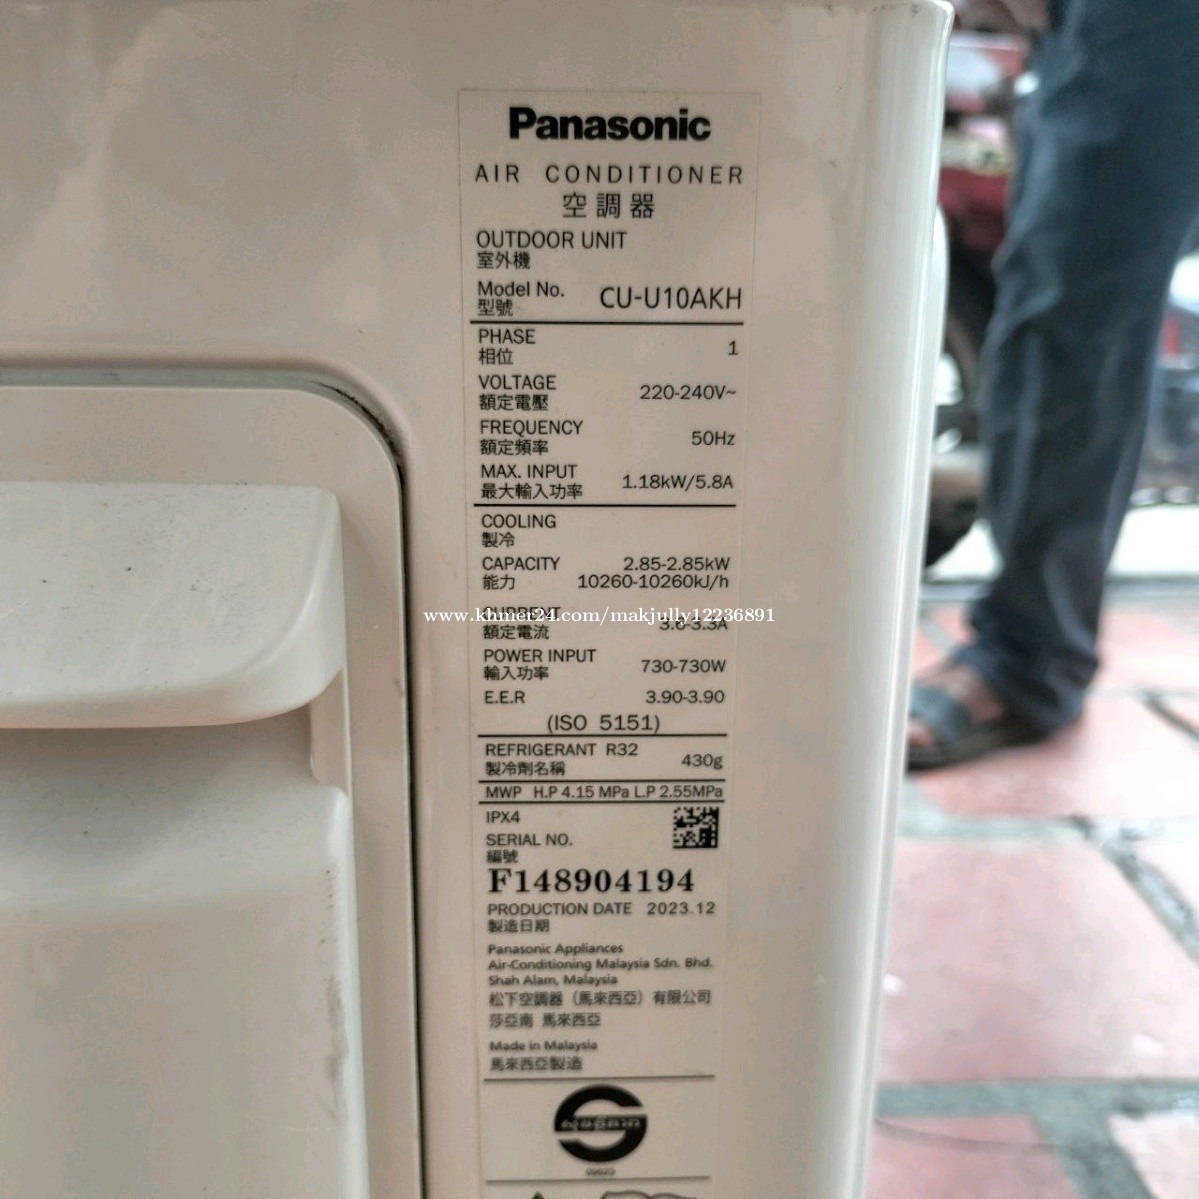 Panasonic
AIR CONDITIONER
空調器
OUTDOOR UNIT
室外機
Model No. CU-U10AKH
型號
PHASE 1
相位
VOLTAGE 220-240V~
額定電壓
FREQUENCY 50Hz
額定頻率
MAX. INPUT 1.18kW/5.8A
最大輸入功率
COOLING
製冷
CAPACITY 2.85-2.85kW
能力 10260-10260kJ/h
CURRENT
www.khmer24.com/makjully12236891
額定電流 3.6-3.3A
POWER INPUT 730-730W
輸入功率
E.E.R 3.90-3.90
(ISO 5151)
REFRIGERANT R32 430g
製冷劑名稱
MWP H.P 4.15 MPa L.P 2.55MPa
IPX4
SERIAL NO.
編號
F148904194
PRODUCTION DATE 2023.12
製造日期
Panasonic Appliances
Air-Conditioning Malaysia Sdn. Bhd.
Shah Alam, Malaysia
松下空調器（馬來西亞）有限公司
莎亞南 馬來西亞
Made in Malaysia
馬來西亞製造